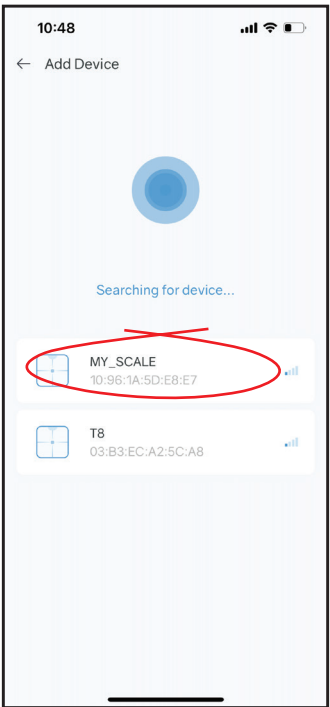 10:48
← Add Device
Searching for device...
MY_SCALE
10:96:1A:5D:E8:E7
T8
03:B3:EC:A2:5C:A8